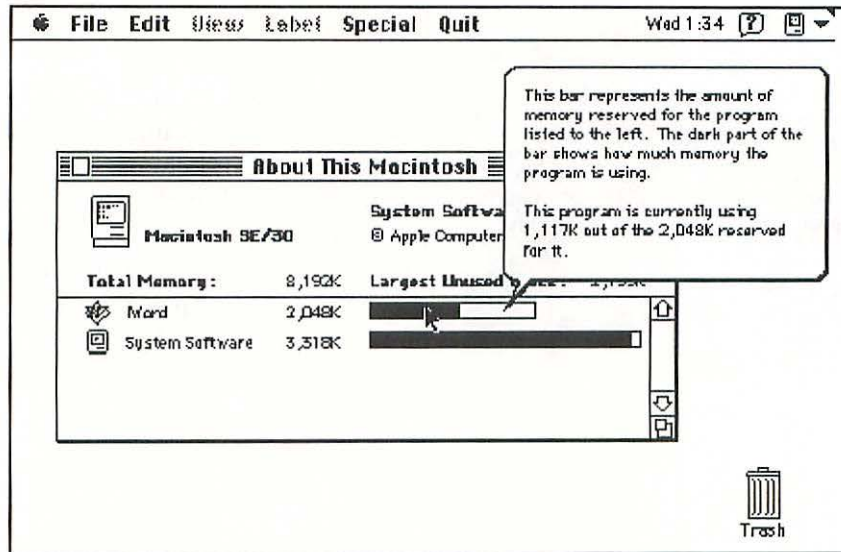 File Edit View Label Special Quit Wed 1:34
This bar represents the amount of
memory reserved for the program
listed to the left. The dark part of the
bar shows how much memory the
program is using.
This program is currently using
1,117K out of the 2,048K reserved
for it.
About This Macintosh
System Softwa
Macintosh SE/30
© Apple Computer
Total Memory: 8,192K Largest Unused
Word 2,048K
System Software 3,318K
Trash